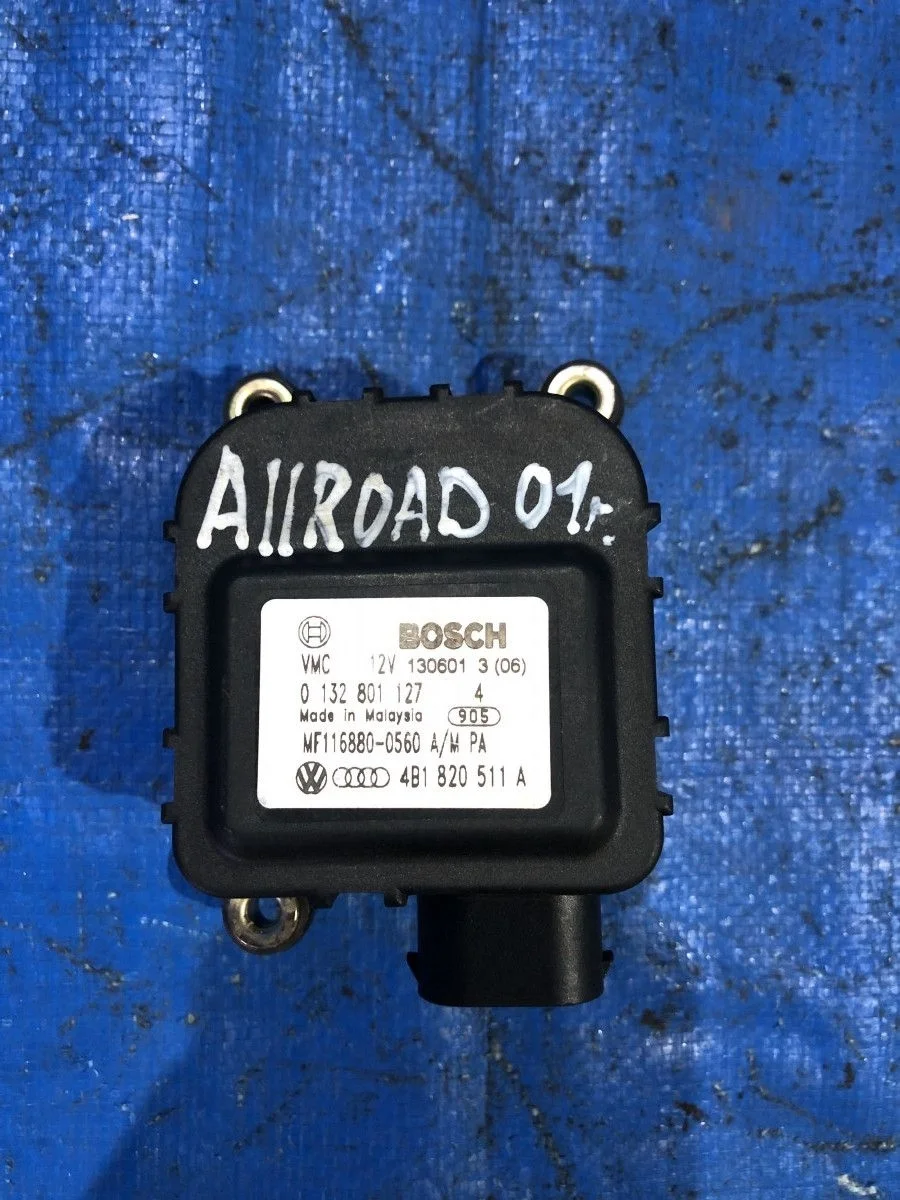 AllROAD 01г.
BOSCH
VMC 12V 130601 3 (06)
0 132 801 127 4
Made in Malaysia 905
MF116880-0560 A/M PA
VW 4B1 820 511 A